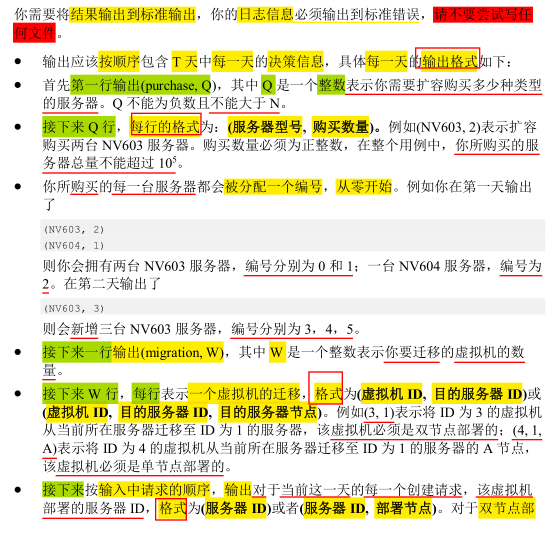 你需要将结果输出到标准输出，你的日志信息必须输出到标准错误，请不要尝试写任
何文件。
● 输出应该按顺序包含 T 天中每一天的决策信息，具体每一天的输出格式如下：
● 首先第一行输出(purchase, Q)，其中 Q 是一个整数表示你需要扩容购买多少种类型
的服务器。Q 不能为负数且不能大于 N。
● 接下来 Q 行，每行的格式为：(服务器型号, 购买数量)。例如(NV603, 2)表示扩容
购买两台 NV603 服务器。购买数量必须为正整数，在整个用例中，你所购买的服
务器总量不能超过 10⁵。
● 你所购买的每一台服务器都会被分配一个编号，从零开始。例如你在第一天输出
了
(NV603, 2)
(NV604, 1)
则你会拥有两台 NV603 服务器，编号分别为 0 和 1；一台 NV604 服务器，编号为
2。在第二天输出了
(NV603, 3)
则会新增三台 NV603 服务器，编号分别为 3，4，5。
● 接下来一行输出(migration, W)，其中 W 是一个整数表示你要迁移的虚拟机的数
量。
● 接下来 W 行，每行表示一个虚拟机的迁移，格式为(虚拟机 ID, 目的服务器 ID)或
(虚拟机 ID, 目的服务器 ID, 目的服务器节点)。例如(3, 1)表示将 ID 为 3 的虚拟机
从当前所在服务器迁移至 ID 为 1 的服务器，该虚拟机必须是双节点部署的；(4, 1,
A)表示将 ID 为 4 的虚拟机从当前所在服务器迁移至 ID 为 1 的服务器的 A 节点，
该虚拟机必须是单节点部署的。
● 接下来按输入中请求的顺序，输出对于当前这一天的每一个创建请求，该虚拟机
部署的服务器 ID，格式为(服务器 ID)或者(服务器 ID, 部署节点)。对于双节点部